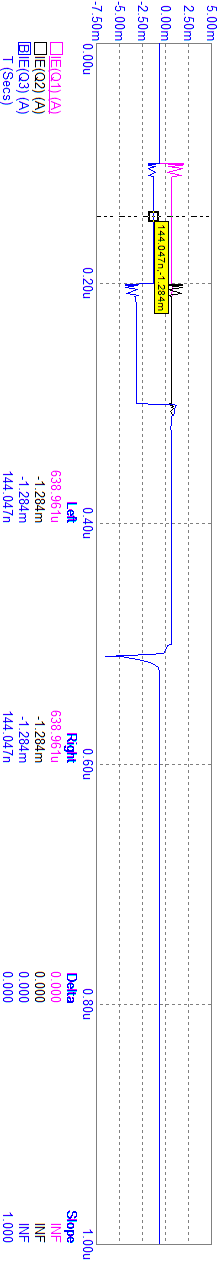 7.50m
5.00m
2.50m
0.00m
-2.50m
-5.00m
-7.50m
0.00u 0.20u 0.40u 0.60u 0.80u 1.00u
144.047n,-1.284m
Left Right Delta Slope
IE(Q1) (A) 638.961u 638.961u 0.000 INF
IE(Q2) (A) -1.284m -1.284m 0.000 INF
B IE(Q3) (A) -1.284m -1.284m 0.000 INF
T (Secs) 144.047n 144.047n 0.000 1.000